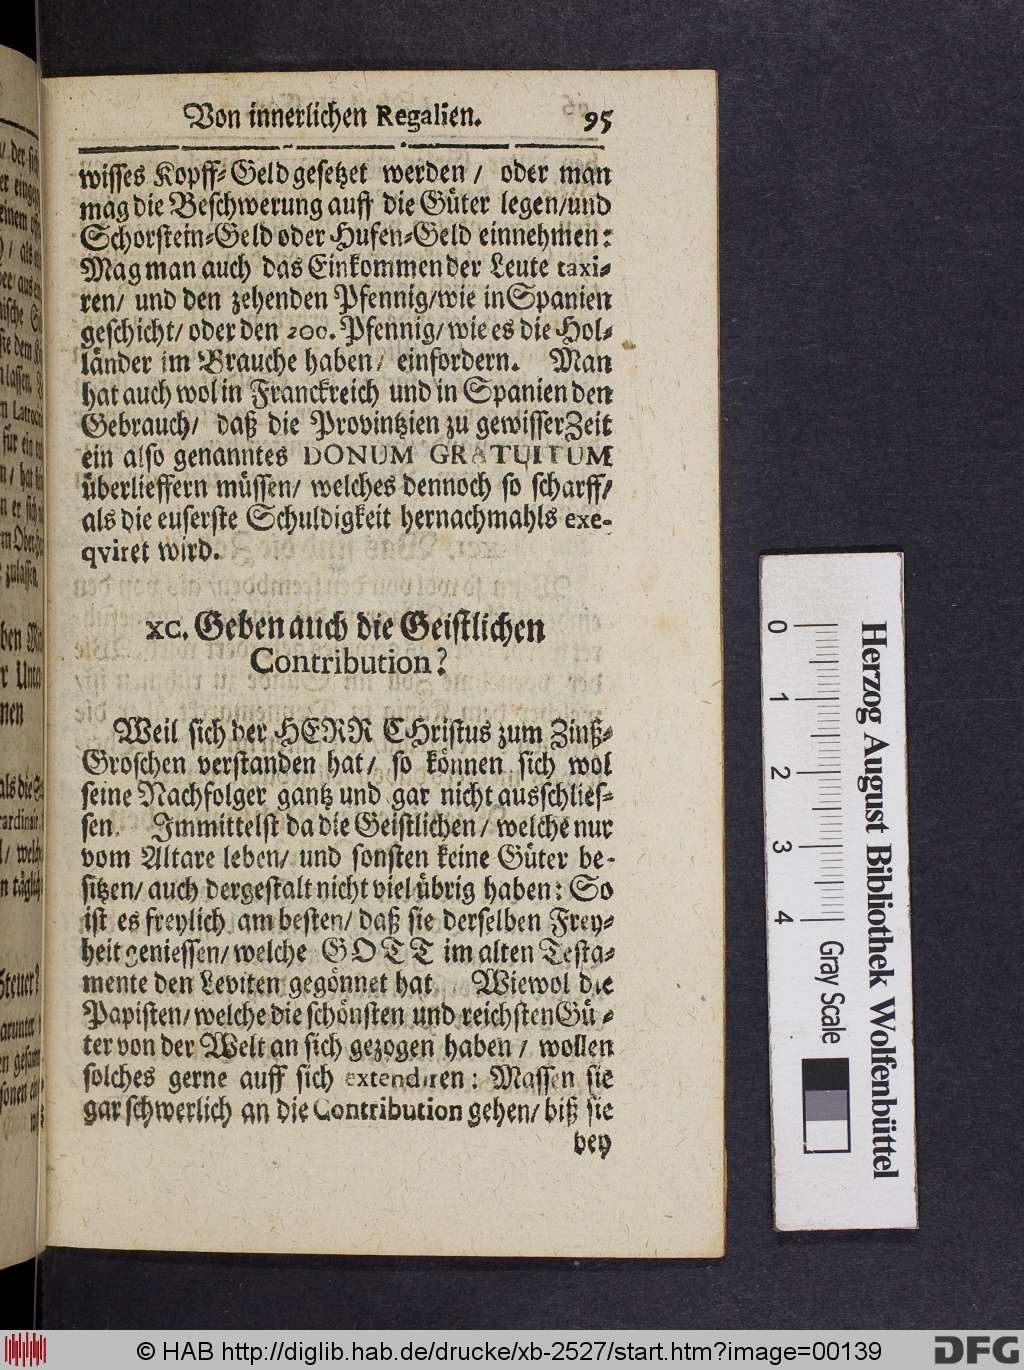 Von innerlichen Regalien. 95
wisses Kopff-Geld gesetzet werden / oder man
mag die Beschwerung auff die Güter legen/und
Schorstein-Geld oder Hufen-Geld einnehmen:
Mag man auch das Einkommen der Leute taxi-
ren/ und den zehenden Pfennig/wie in Spanien
geschicht/ oder den 200. Pfennig/ wie es die Hol-
länder im Brauche haben/ einfordern. Man
hat auch wol in Franckreich und in Spanien den
Gebrauch/ daß die Provintzien zu gewisser Zeit
ein also genanntes DONUM GRATUITUM
überlieffern müssen/ welches dennoch so scharff/
als die euserste Schuldigkeit hernachmahls exe-
qviret wird.
XC. Geben auch die Geistlichen
Contribution?
Weil sich der HERR CHristus zum Zinß-
Groschen verstanden hat/ so können sich wol
seine Nachfolger gantz und gar nicht ausschlies-
sen. Immittelst da die Geistlichen/ welche nur
vom Altare leben/ und sonsten keine Güter be-
sitzen/ auch dergestalt nicht viel übrig haben: So
ist es freylich am besten/ daß sie derselben Frey-
heit geniessen/ welche GOTT im alten Testa-
mente den Leviten gegönnet hat. Wiewol die
Papisten/ welche die schönsten und reichsten Gü-
ter von der Welt an sich gezogen haben / wollen
solches gerne auff sich extendiren: Massen sie
gar schwerlich an die Contribution gehen/ biß sie
bey
0 1 2 3 4
Herzog August Bibliothek Wolfenbüttel
Gray Scale
© HAB http://diglib.hab.de/drucke/xb-2527/start.htm?image=00139
DFG